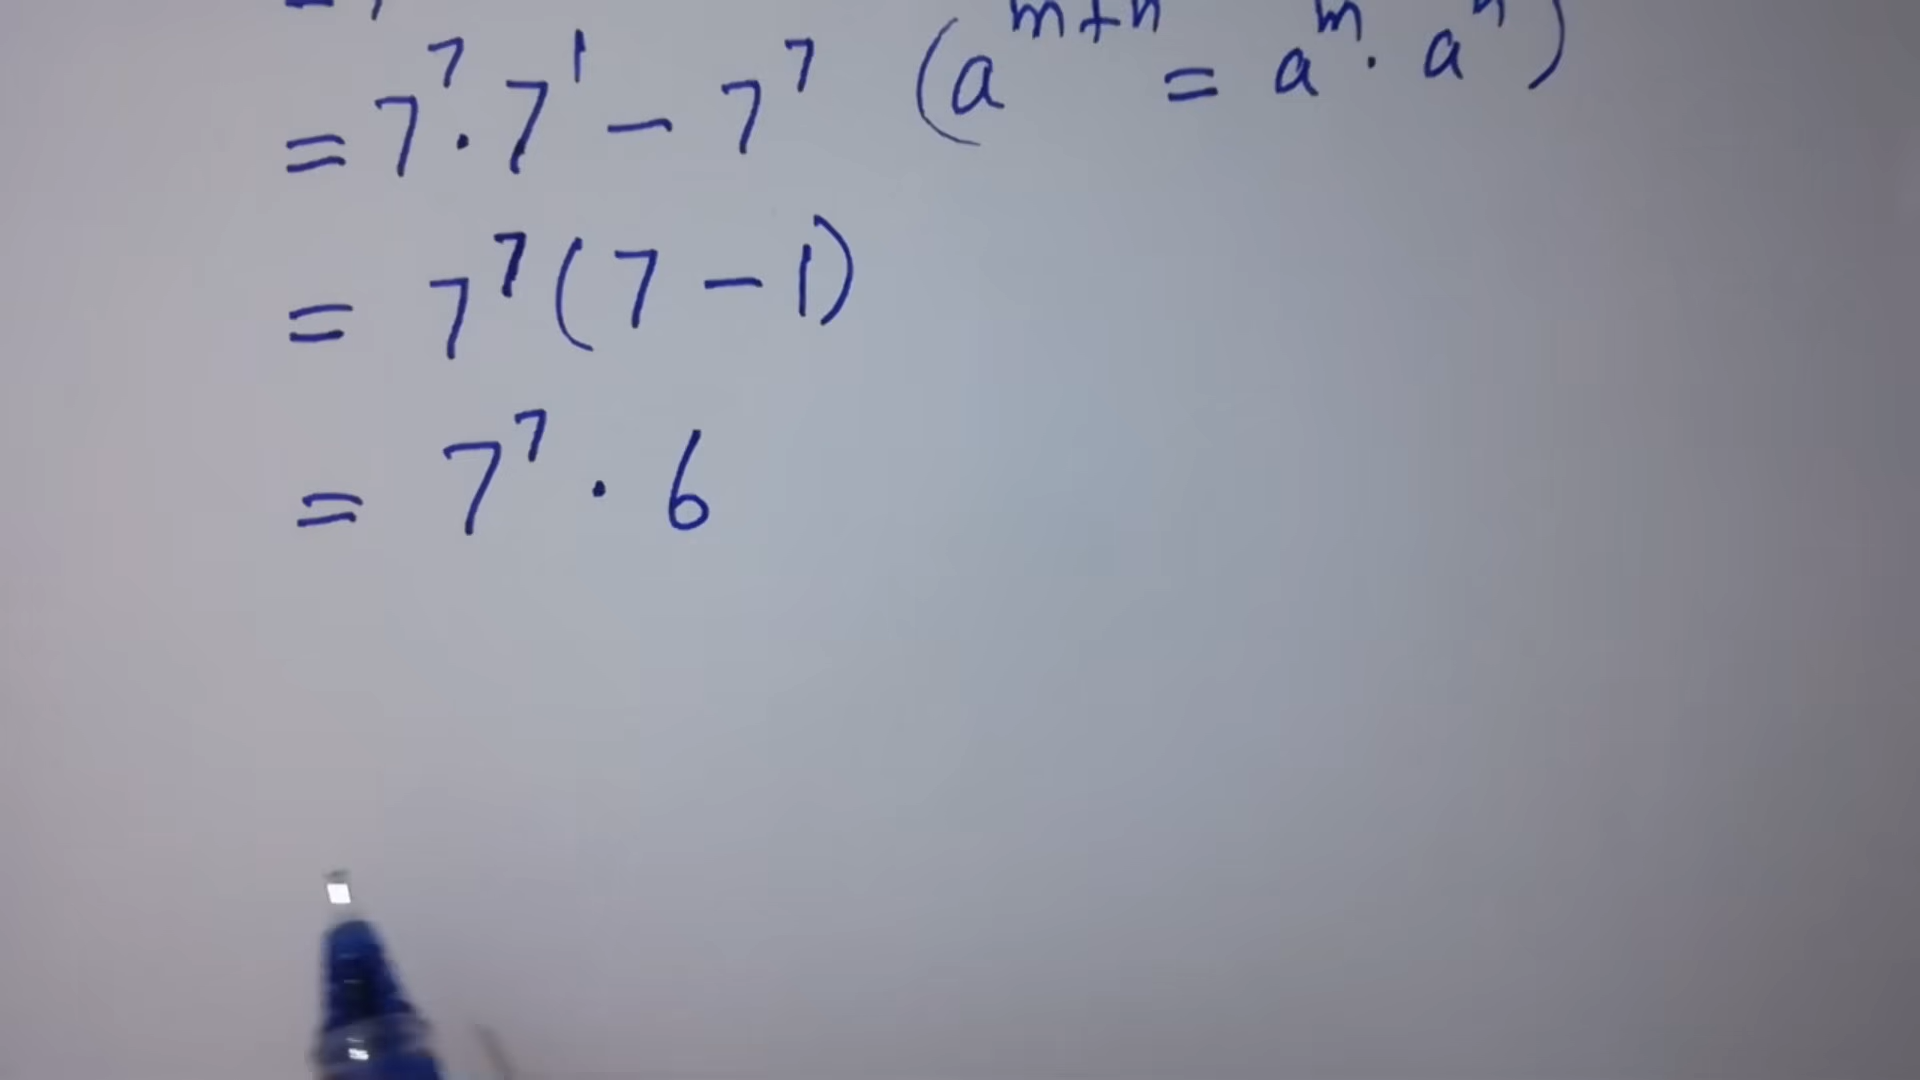 = 7⁷ · 7¹ − 7⁷ (aᵐ⁺ⁿ = aᵐ · aⁿ)
= 7⁷(7 − 1)
= 7⁷ · 6